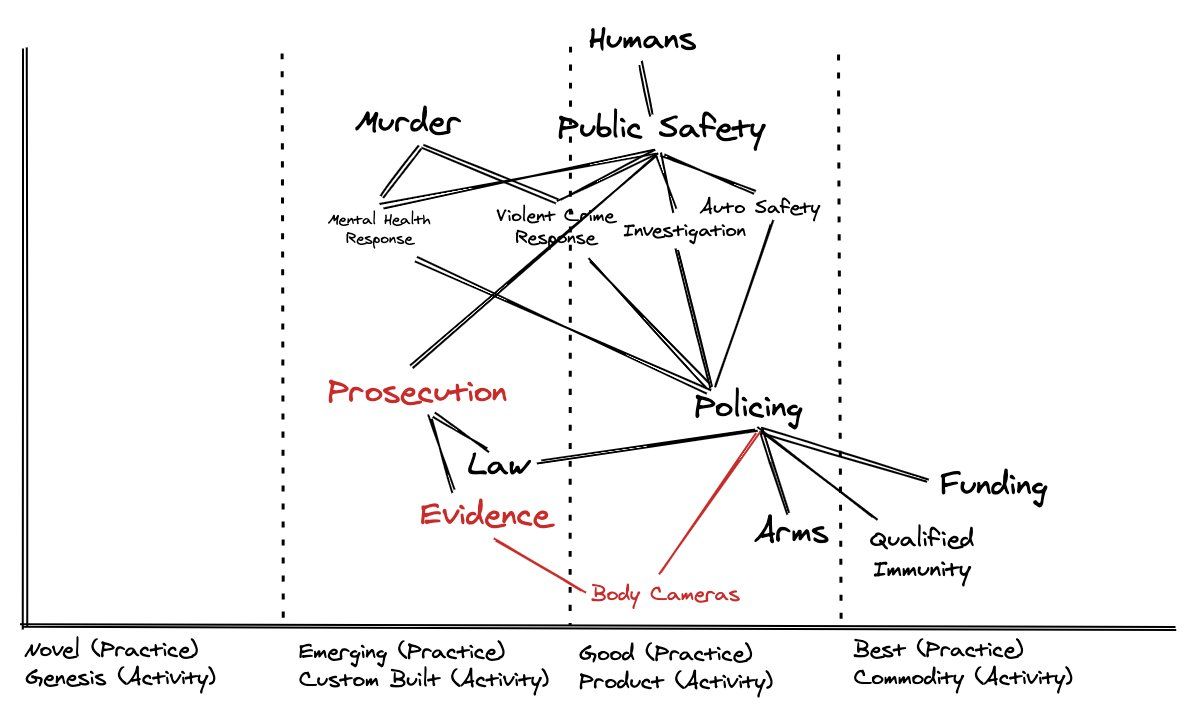 Humans
Murder
Public Safety
Mental Health
Response
Violent Crime
Response
Investigation
Auto Safety
Prosecution
Policing
Law
Evidence
Funding
Arms
Qualified
Immunity
Body Cameras
Novel (Practice)
Genesis (Activity)
Emerging (Practice)
Custom Built (Activity)
Good (Practice)
Product (Activity)
Best (Practice)
Commodity (Activity)